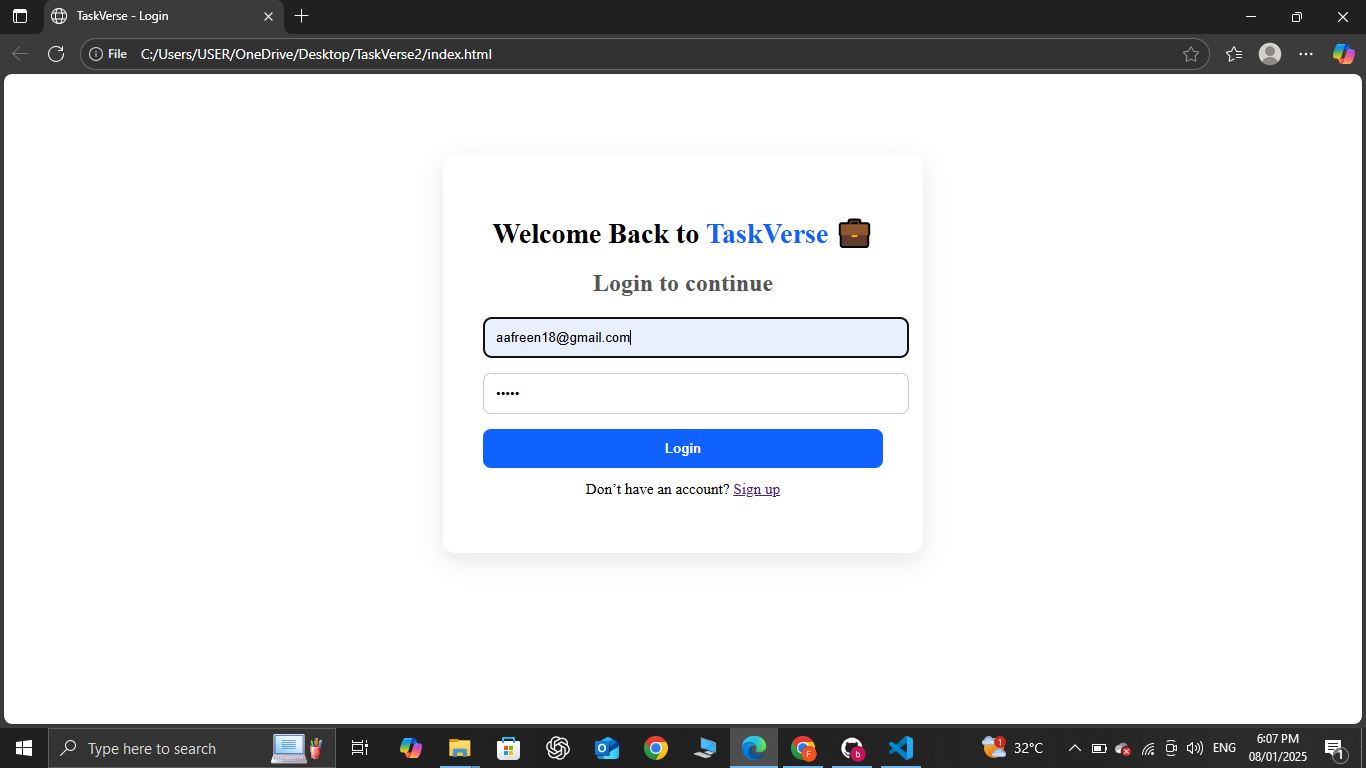 TaskVerse - Login
File C:/Users/USER/OneDrive/Desktop/TaskVerse2/index.html
Welcome Back to TaskVerse
Login to continue
aafreen18@gmail.com
•••••
Login
Don’t have an account? Sign up
Type here to search
32°C
ENG
6:07 PM
08/01/2025
1
1
F
b